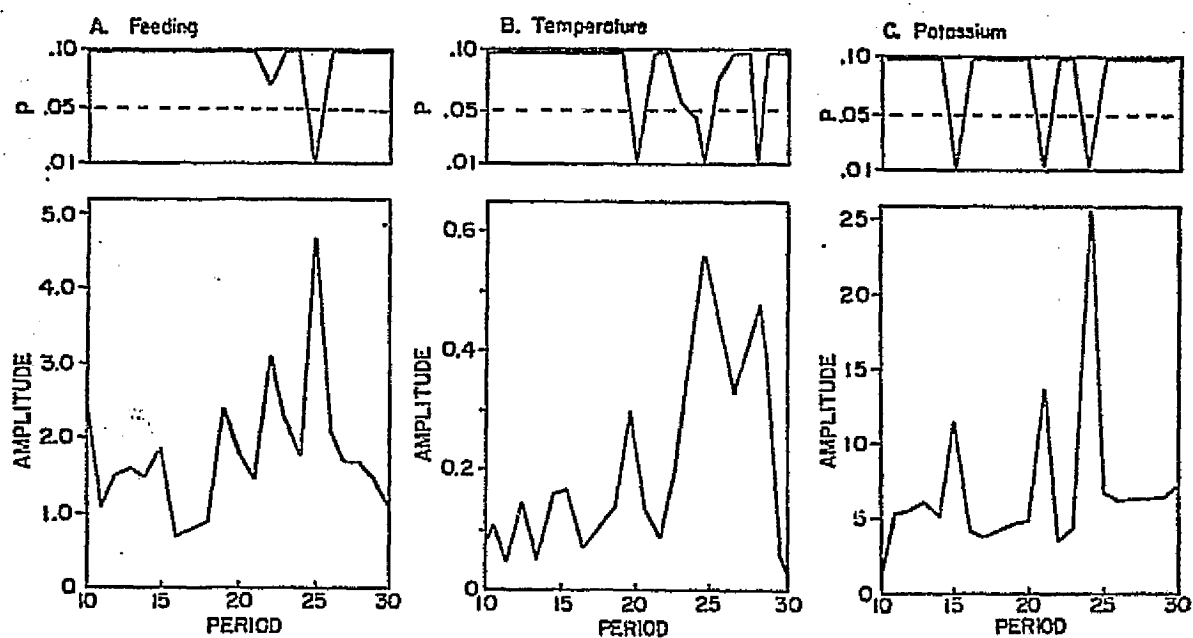 A. Feeding
.10
P .05
.01
5.0
4.0
3.0
2.0
1.0
0
AMPLITUDE
10 15 20 25 30
PERIOD
B. Temperature
.10
.05
.01
0.6
0.4
0.2
0
AMPLITUDE
10 15 20 25 30
PERIOD
C. Potassium
.10
P .05
.01
25
20
15
10
5
0
AMPLITUDE
10 15 20 25 30
PERIOD